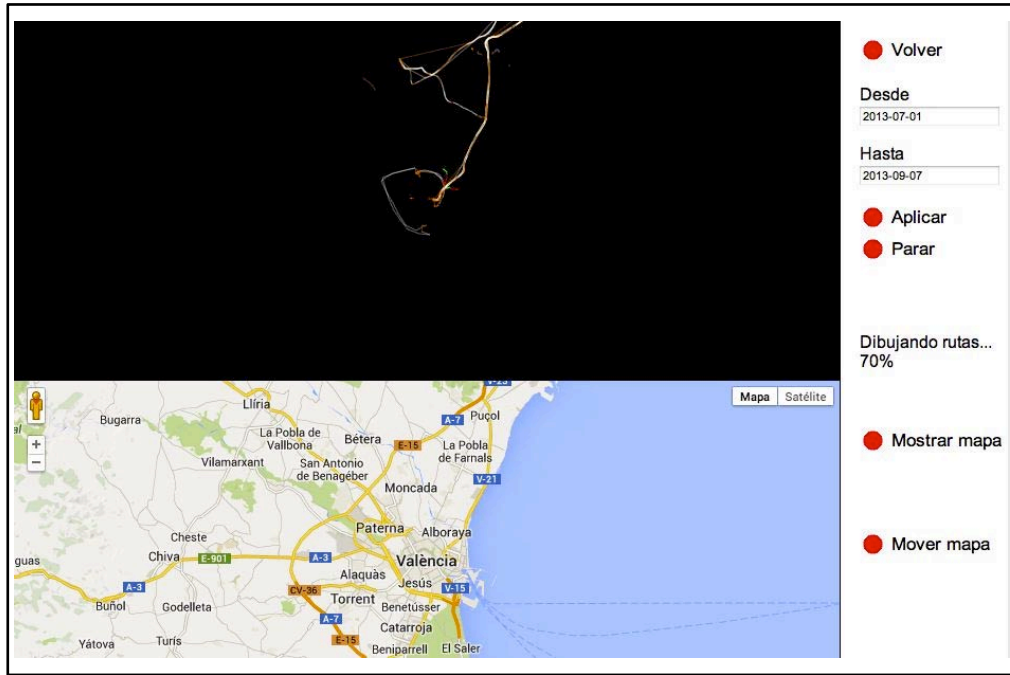 Volver
Desde
2013-07-01
Hasta
2013-09-07
Aplicar
Parar
Dibujando rutas...
70%
Mostrar mapa
Mover mapa
Mapa
Satélite
V-23
Llíria
Bugarra
A-7
Puçol
La Pobla de
Vallbona
Bétera
E-15
La Pobla
de Farnals
Vilamarxant
San Antonio
de Benagéber
V-21
Moncada
Paterna
Alboraya
Cheste
Chiva
E-901
A-3
València
guas
Alaquàs
Jesús
A-3
CV-36
V-15
Torrent
Buñol
Godelleta
Benetússer
A-7
Catarroja
Yátova
Turís
E-15
Beniparrell
El Saler